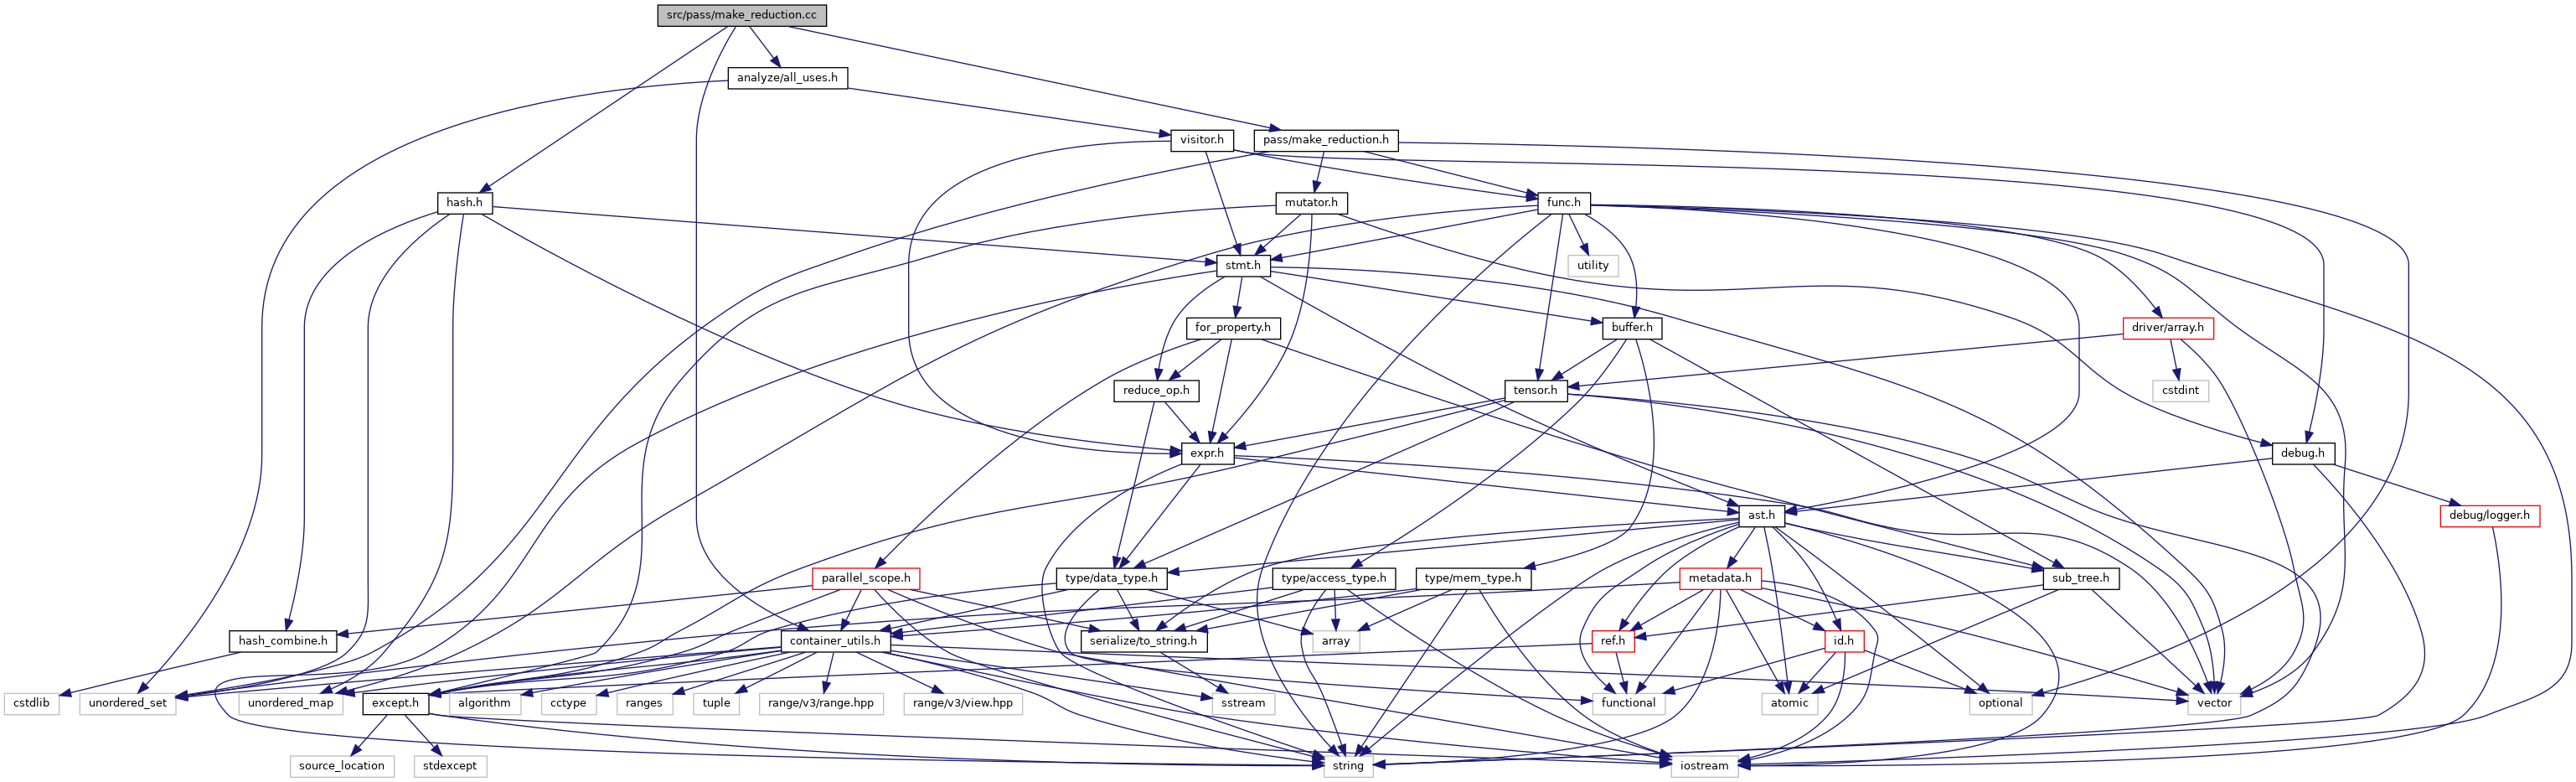 src/pass/make_reduction.cc
analyze/all_uses.h
visitor.h
pass/make_reduction.h
hash.h
mutator.h
func.h
stmt.h
utility
for_property.h
buffer.h
driver/array.h
reduce_op.h
tensor.h
cstdint
expr.h
debug.h
ast.h
debug/logger.h
parallel_scope.h
type/data_type.h
type/access_type.h
type/mem_type.h
metadata.h
sub_tree.h
hash_combine.h
container_utils.h
serialize/to_string.h
array
ref.h
id.h
cstdlib
unordered_set
unordered_map
except.h
algorithm
cctype
ranges
tuple
range/v3/range.hpp
range/v3/view.hpp
sstream
functional
atomic
optional
vector
source_location
stdexcept
string
iostream